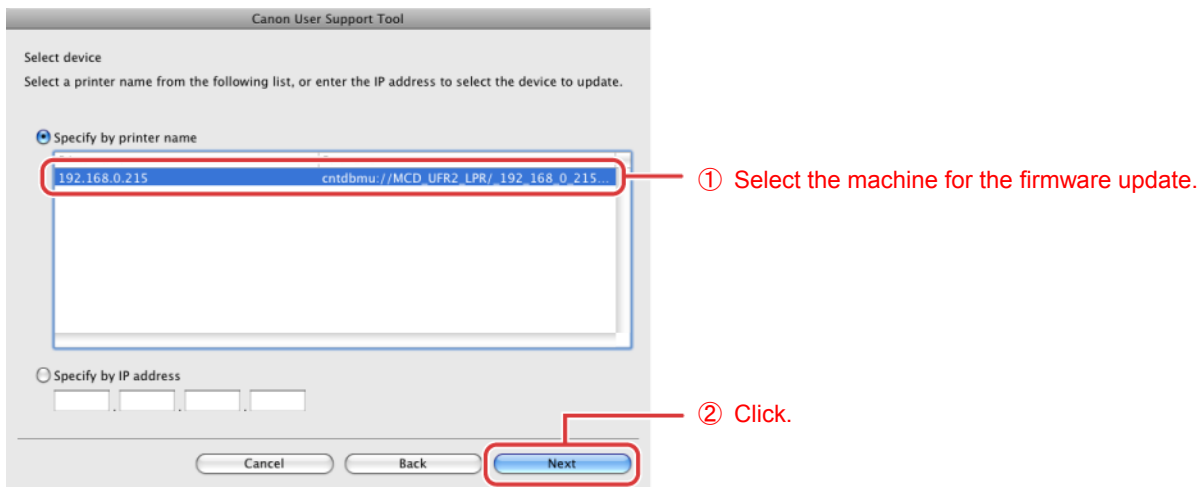 Canon User Support Tool
Select device
Select a printer name from the following list, or enter the IP address to select the device to update.
Specify by printer name
192.168.0.215 cntdbmu://MCD_UFR2_LPR/_192_168_0_215...
① Select the machine for the firmware update.
Specify by IP address
. . .
② Click.
Cancel Back Next